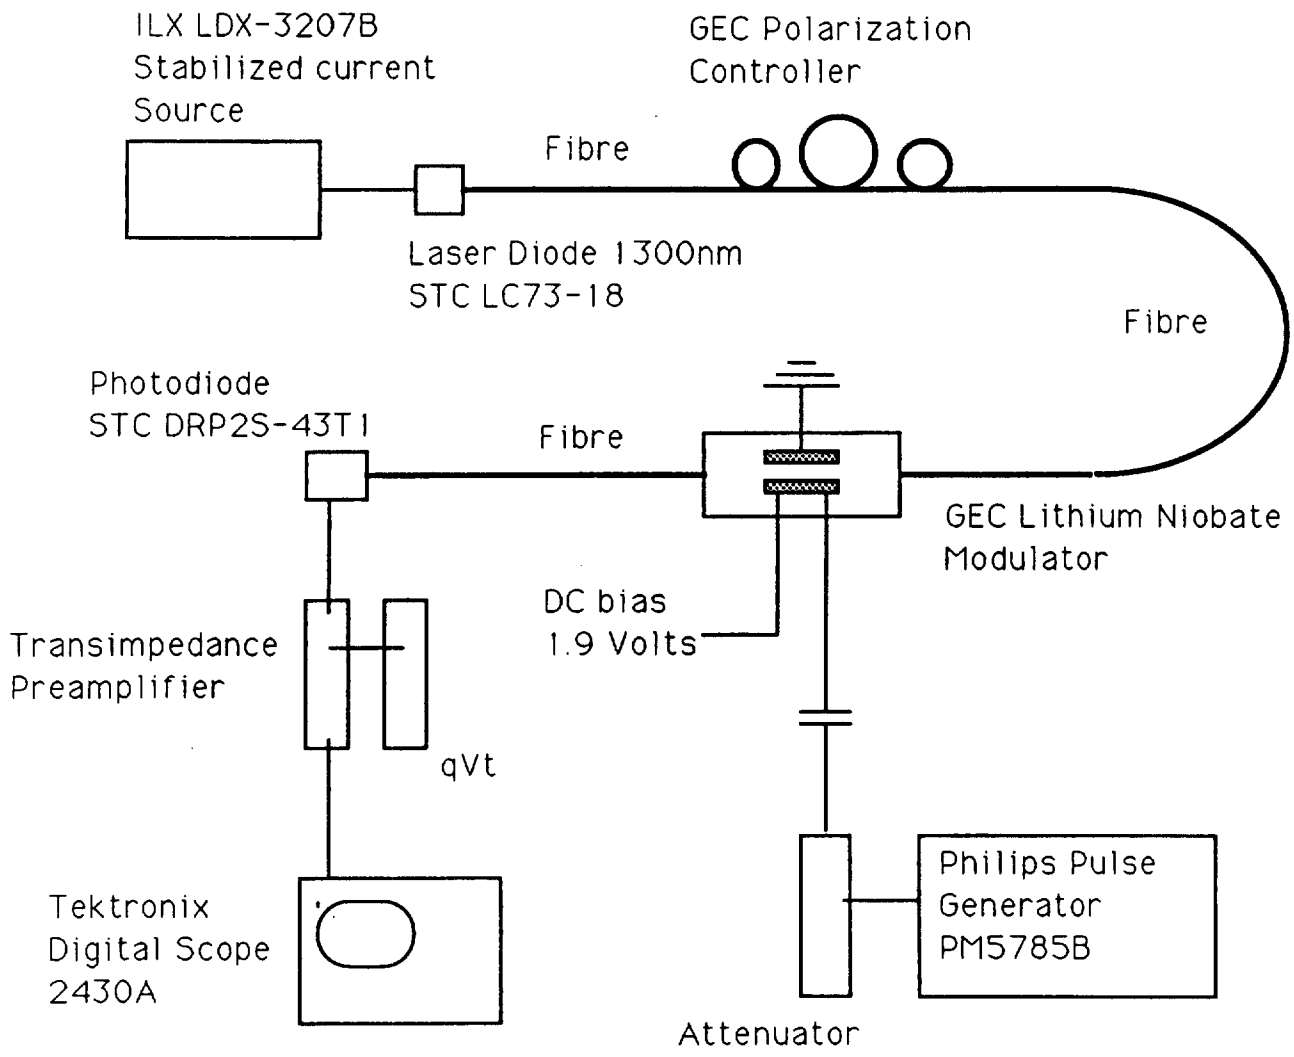 ILX LDX-3207B
Stabilized current
Source
GEC Polarization
Controller
Fibre
Laser Diode 1300nm
STC LC73-18
Fibre
Photodiode
STC DRP2S-43T1
Fibre
GEC Lithium Niobate
Modulator
DC bias
1.9 Volts
Transimpedance
Preamplifier
qVt
Philips Pulse
Generator
PM5785B
Tektronix
Digital Scope
2430A
Attenuator